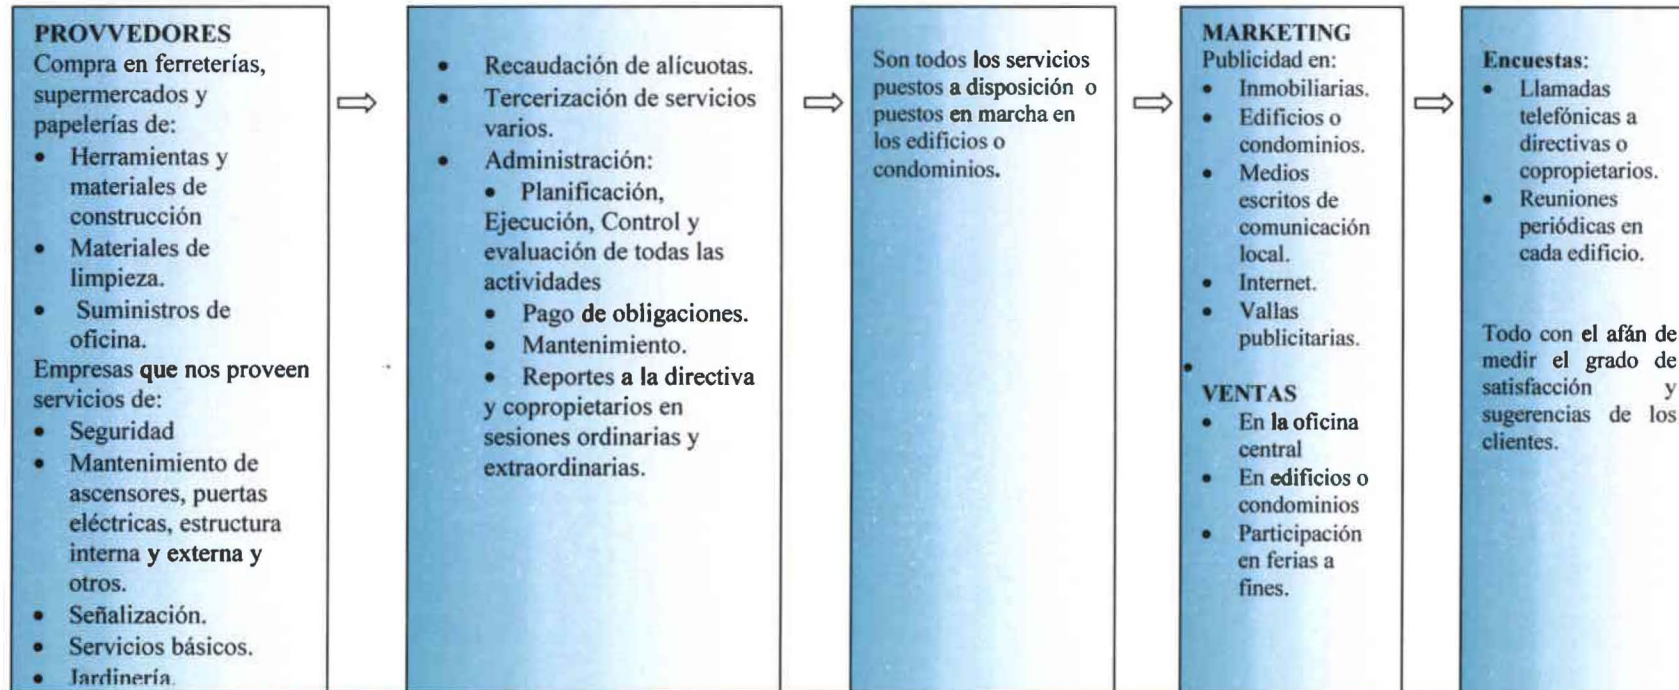 PROVVEDORES
Compra en ferreterías,
supermercados y
papelerías de:
• Herramientas y
materiales de
construcción
• Materiales de
limpieza.
• Suministros de
oficina.
Empresas que nos proveen
servicios de:
• Seguridad
• Mantenimiento de
ascensores, puertas
eléctricas, estructura
interna y externa y
otros.
• Señalización.
• Servicios básicos.
• Jardinería.
• Recaudación de alícuotas.
• Tercerización de servicios
varios.
• Administración:
• Planificación,
Ejecución, Control y
evaluación de todas las
actividades
• Pago de obligaciones.
• Mantenimiento.
• Reportes a la directiva
y copropietarios en
sesiones ordinarias y
extraordinarias.
Son todos los servicios
puestos a disposición o
puestos en marcha en
los edificios o
condominios.
MARKETING
Publicidad en:
• Inmobiliarias.
• Edificios o
condominios.
• Medios
escritos de
comunicación
local.
• Internet.
• Vallas
publicitarias.
•
VENTAS
• En la oficina
central
• En edificios o
condominios
• Participación
en ferias a
fines.
Encuestas:
• Llamadas
telefónicas a
directivas o
copropietarios.
• Reuniones
periódicas en
cada edificio.
Todo con el afán de
medir el grado de
satisfacción y
sugerencias de los
clientes.